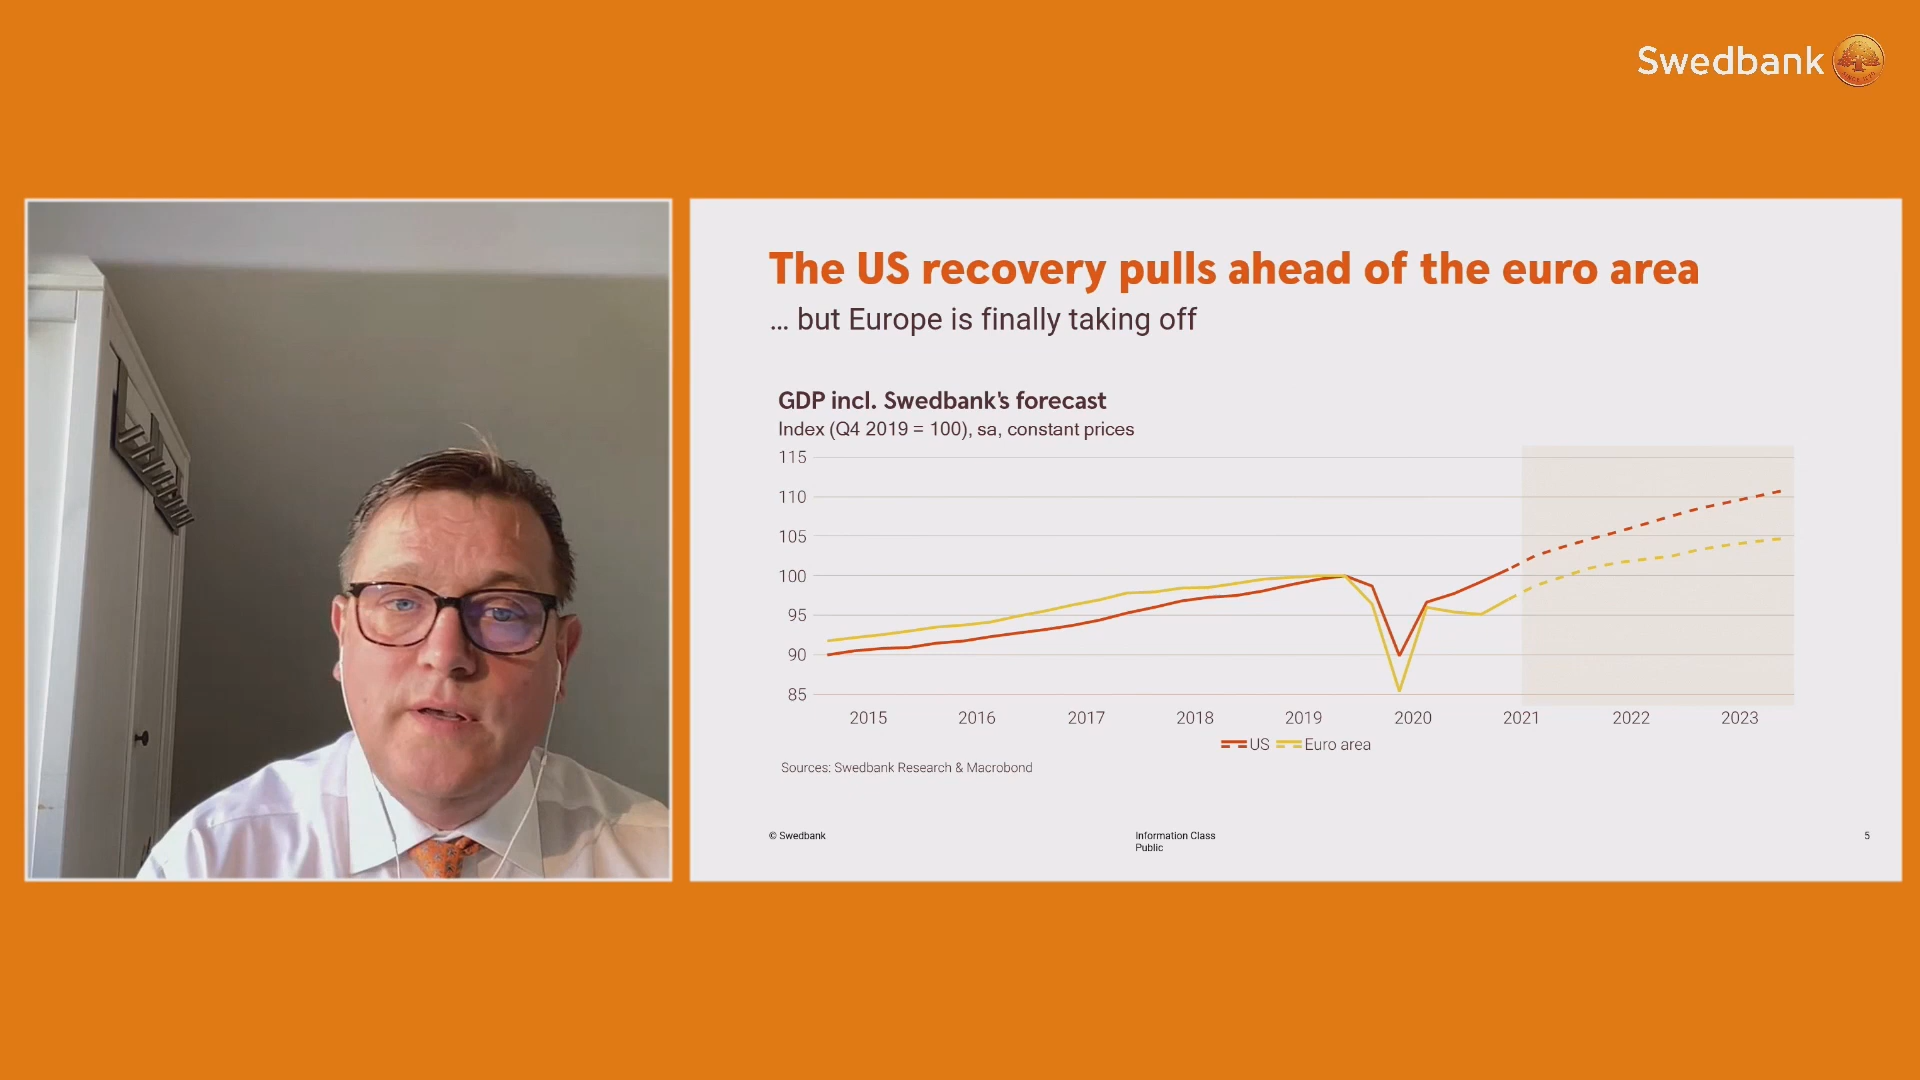 Swedbank
The US recovery pulls ahead of the euro area
... but Europe is finally taking off
GDP incl. Swedbank's forecast
Index (Q4 2019 = 100), sa, constant prices
115
110
105
100
95
90
85
2015 2016 2017 2018 2019 2020 2021 2022 2023
US Euro area
Sources: Swedbank Research & Macrobond
© Swedbank
Information Class
Public
5